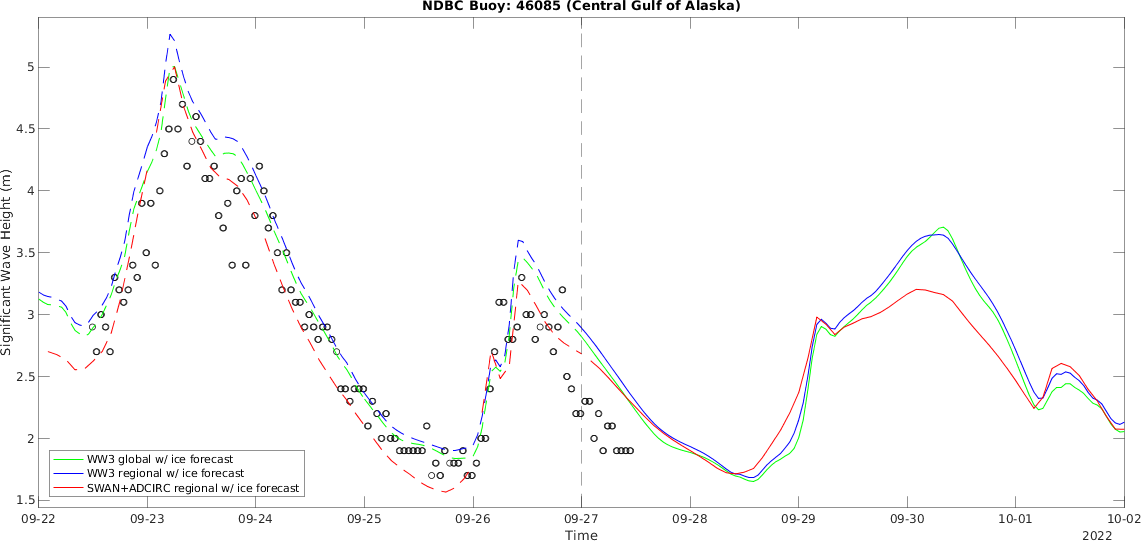 NDBC Buoy: 46085 (Central Gulf of Alaska)
Significant Wave Height (m)
5
4.5
4
3.5
3
2.5
2
1.5
WW3 global w/ ice forecast
WW3 regional w/ ice forecast
SWAN+ADCIRC regional w/ ice forecast
09-22 09-23 09-24 09-25 09-26 09-27 09-28 09-29 09-30 10-01 10-02
Time
2022